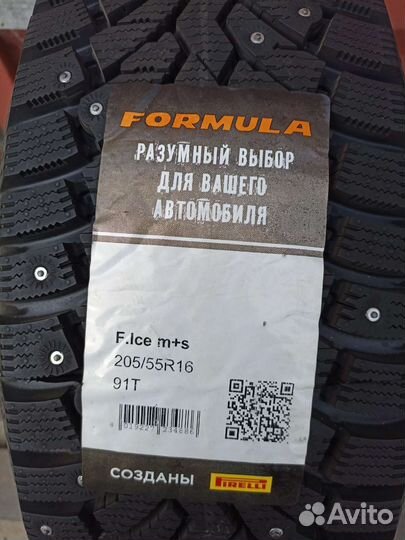 FORMULA
РАЗУМНЫЙ ВЫБОР
ДЛЯ ВАШЕГО
АВТОМОБИЛЯ
F.Ice m+s
205/55R16
91T
СОЗДАНЫ PIRELLI
Avito